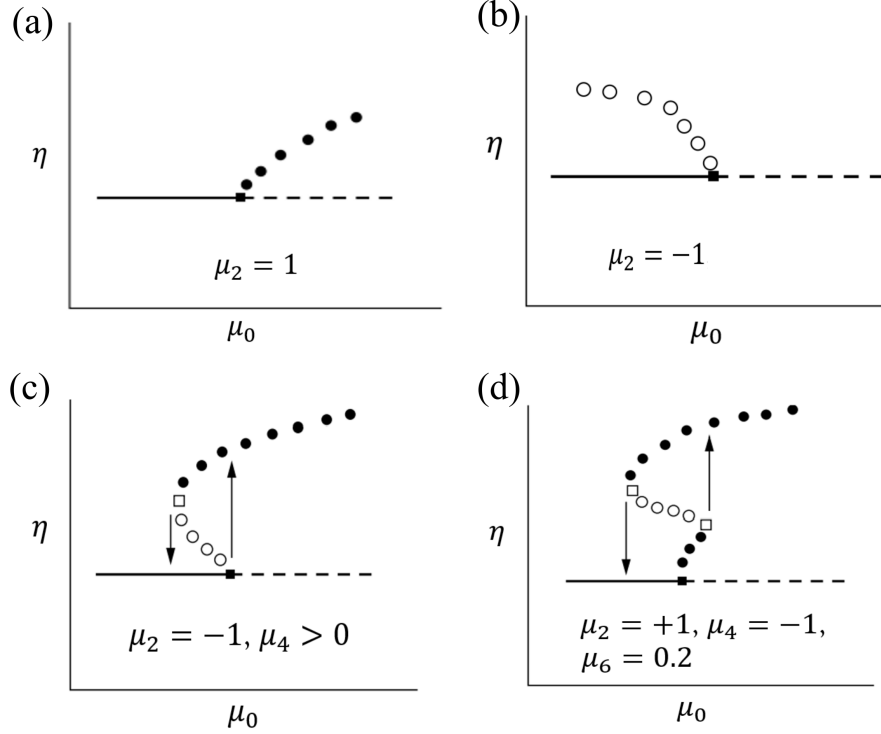 (a)
η
μ₂ = 1
μ₀
(b)
η
μ₂ = −1
μ₀
(c)
η
μ₂ = −1, μ₄ > 0
μ₀
(d)
η
μ₂ = +1, μ₄ = −1,
μ₆ = 0.2
μ₀